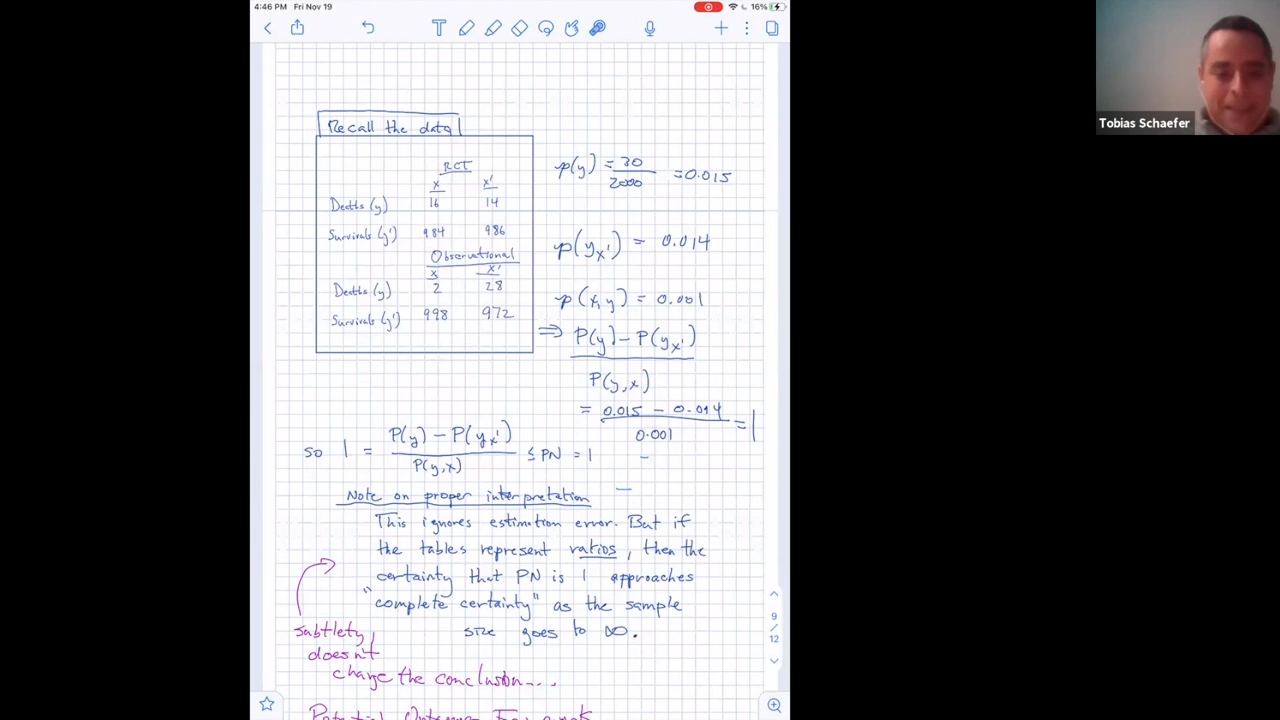 4:46 PM Fri Nov 19
16%
T
Recall the data
RCT
x x'
Deaths (y) 16 14
Survivals (y') 984 986
Observational
x x'
Deaths (y) 2 28
Survivals (y') 998 972
p(y) = 30/2000 = 0.015
p(y_x') = 0.014
p(x,y) = 0.001
⇒ P(y) - P(y_x')
P(y,x)
= 0.015 - 0.014 = 1
0.001
so 1 = P(y) - P(y_x') ≤ PN = 1
P(y,x)
Note on proper interpretation
This ignores estimation error. But if
the tables represent ratios, then the
certainty that PN is 1 approaches
"complete certainty" as the sample
size goes to ∞.
subtlety
doesn't
change the conclusion...
Potential
9
/
12
Tobias Schaefer